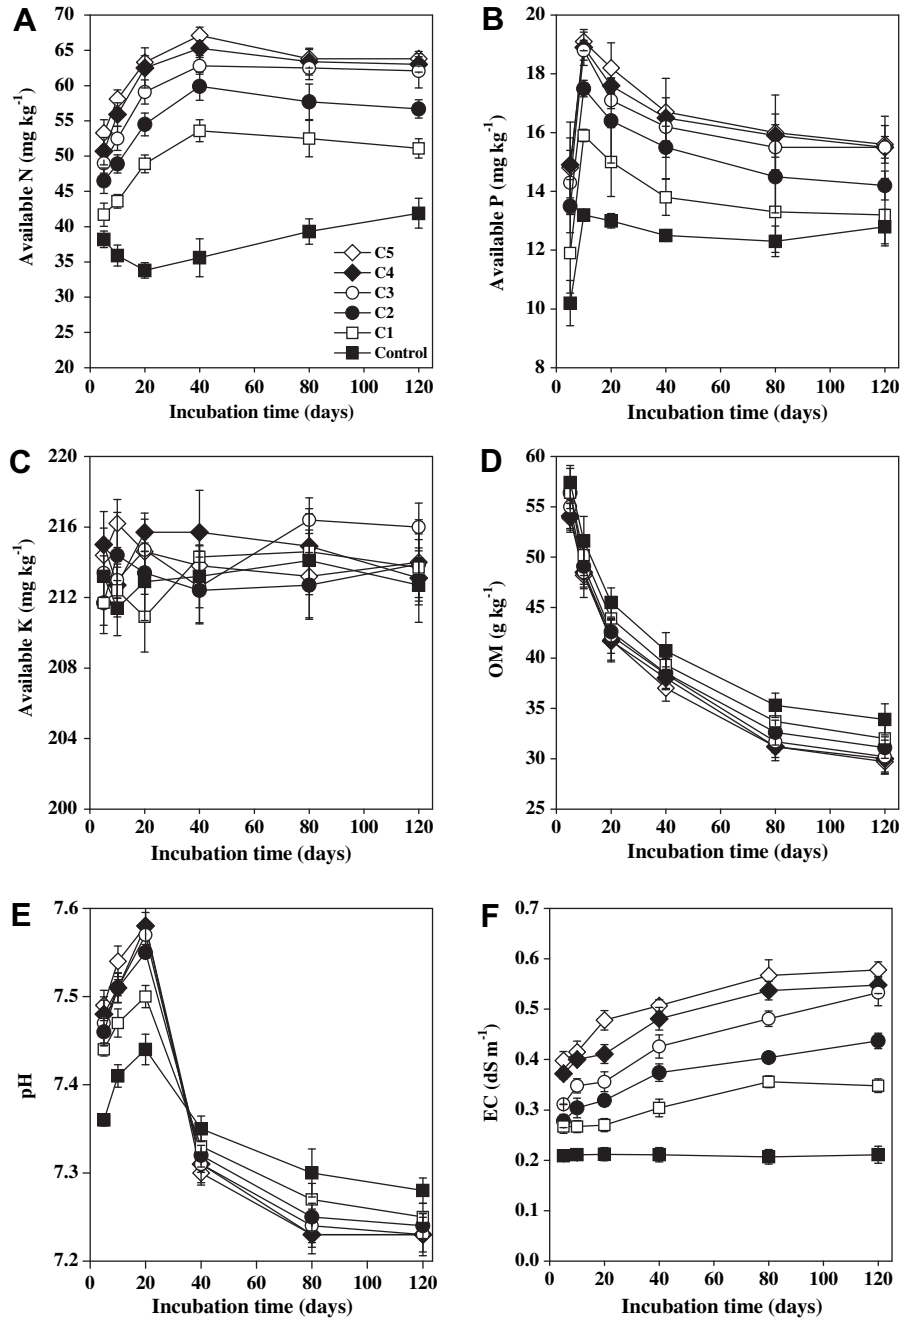 A
70
65
60
55
50
45
40
35
30
25
20
Available N (mg kg-1)
C5
C4
C3
C2
C1
Control
0 20 40 60 80 100 120
Incubation time (days)
B
20
18
16
14
12
10
8
Available P (mg kg-1)
0 20 40 60 80 100 120
Incubation time (days)
C
220
216
212
208
204
200
Available K (mg kg-1)
0 20 40 60 80 100 120
Incubation time (days)
D
60
55
50
45
40
35
30
25
OM (g kg-1)
0 20 40 60 80 100 120
Incubation time (days)
E
7.6
7.5
7.4
7.3
7.2
pH
0 20 40 60 80 100 120
Incubation time (days)
F
0.7
0.6
0.5
0.4
0.3
0.2
0.1
0.0
EC (dS m-1)
0 20 40 60 80 100 120
Incubation time (days)